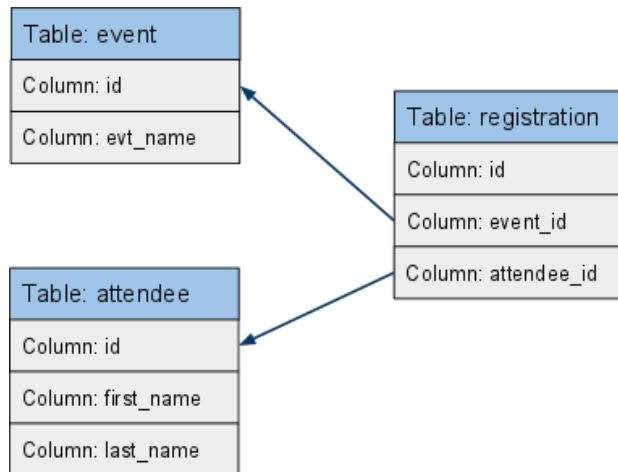 Table: event
Column: id
Column: evt_name
Table: registration
Column: id
Column: event_id
Column: attendee_id
Table: attendee
Column: id
Column: first_name
Column: last_name